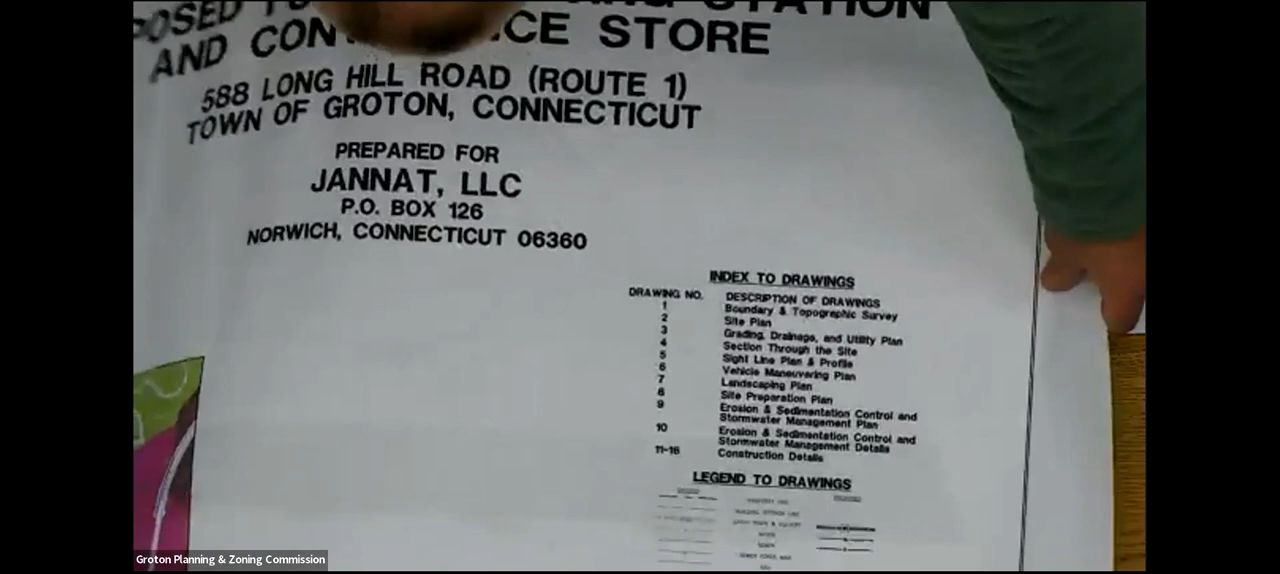 AND CON CE STORE
588 LONG HILL ROAD (ROUTE 1)
TOWN OF GROTON, CONNECTICUT
PREPARED FOR
JANNAT, LLC
P.O. BOX 126
NORWICH, CONNECTICUT 06360
INDEX TO DRAWINGS
DRAWING NO. DESCRIPTION OF DRAWINGS
1 Boundary & Topographic Survey
2 Site Plan
3 Grading, Drainage, and Utility Plan
4 Section Through the Site
5 Sight Line Plan & Profile
6 Vehicle Maneuvering Plan
7 Landscaping Plan
8 Site Preparation Plan
9 Erosion & Sedimentation Control and
Stormwater Management Plan
10 Erosion & Sedimentation Control and
Stormwater Management Details
11-16 Construction Details
LEGEND TO DRAWINGS
Groton Planning & Zoning Commission